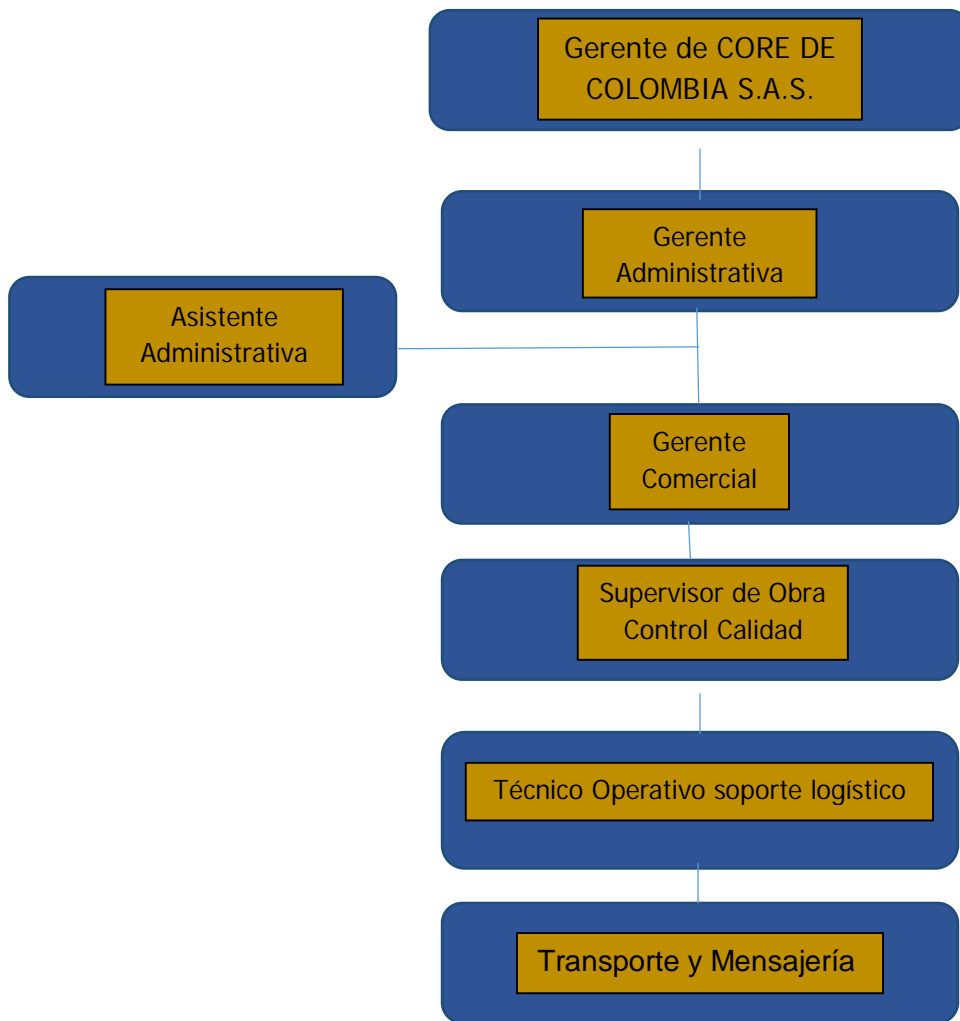 Gerente de CORE DE
COLOMBIA S.A.S.
Gerente
Administrativa
Asistente
Administrativa
Gerente
Comercial
Supervisor de Obra
Control Calidad
Técnico Operativo soporte logístico
Transporte y Mensajería